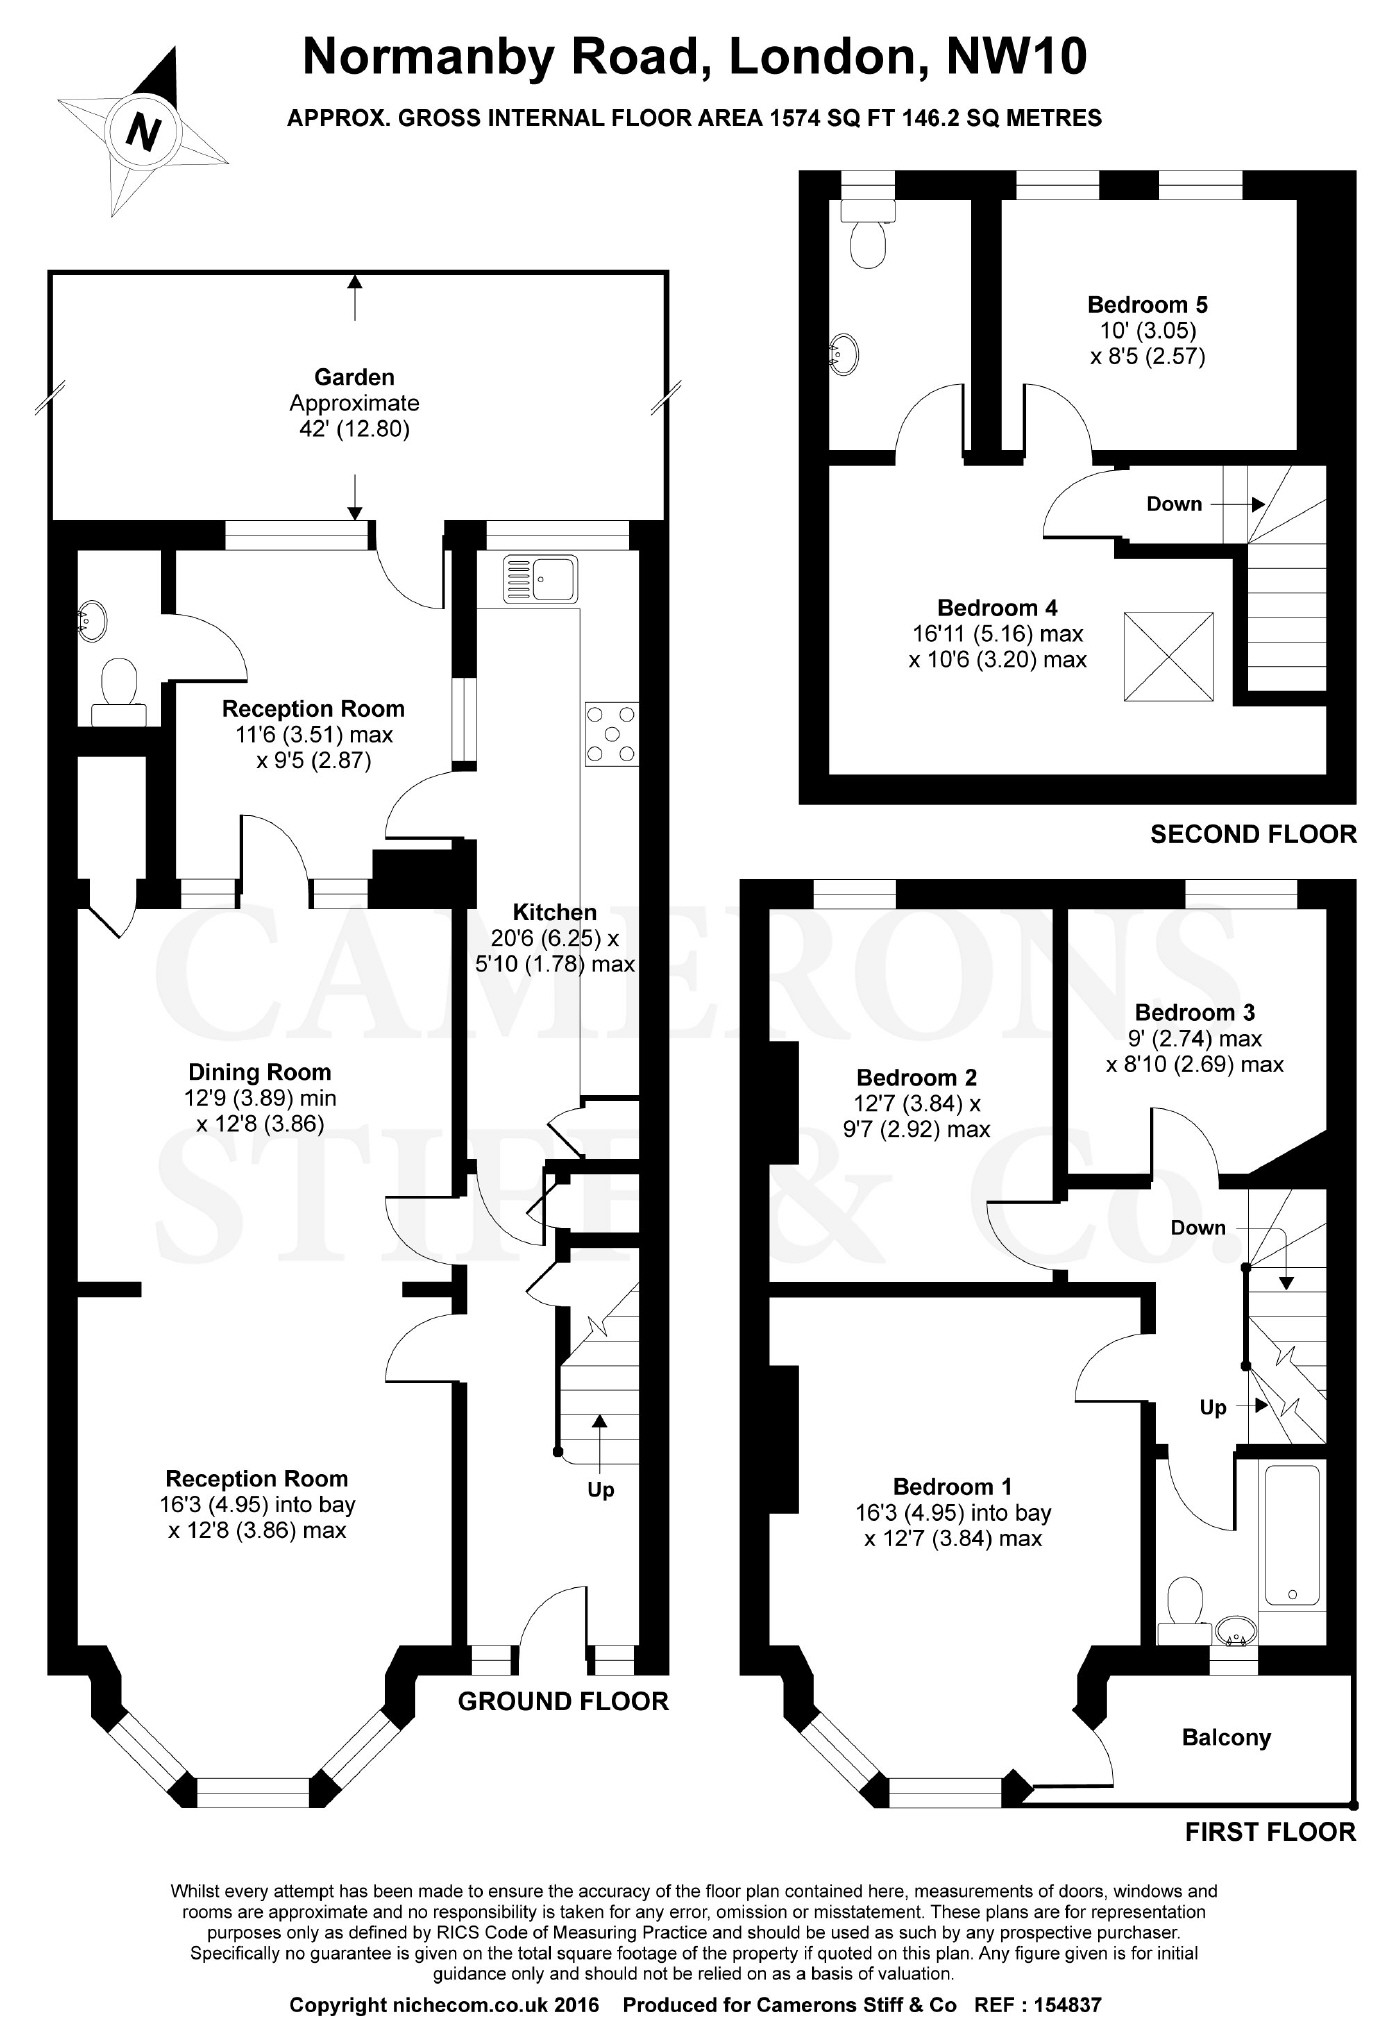 Normanby Road, London, NW10
APPROX. GROSS INTERNAL FLOOR AREA 1574 SQ FT 146.2 SQ METRES
N
Garden
Approximate
42' (12.80)
Reception Room
11'6 (3.51) max
x 9'5 (2.87)
Kitchen
20'6 (6.25) x
5'10 (1.78) max
Dining Room
12'9 (3.89) min
x 12'8 (3.86)
Reception Room
16'3 (4.95) into bay
x 12'8 (3.86) max
Up
GROUND FLOOR
Bedroom 5
10' (3.05)
x 8'5 (2.57)
Down
Bedroom 4
16'11 (5.16) max
x 10'6 (3.20) max
SECOND FLOOR
Bedroom 3
9' (2.74) max
x 8'10 (2.69) max
Bedroom 2
12'7 (3.84) x
9'7 (2.92) max
Down
Up
Bedroom 1
16'3 (4.95) into bay
x 12'7 (3.84) max
Balcony
FIRST FLOOR
CAMERONS
STIFF & Co.
Whilst every attempt has been made to ensure the accuracy of the floor plan contained here, measurements of doors, windows and
rooms are approximate and no responsibility is taken for any error, omission or misstatement. These plans are for representation
purposes only as defined by RICS Code of Measuring Practice and should be used as such by any prospective purchaser.
Specifically no guarantee is given on the total square footage of the property if quoted on this plan. Any figure given is for initial
guidance only and should not be relied on as a basis of valuation.
Copyright nichecom.co.uk 2016 Produced for Camerons Stiff & Co REF : 154837